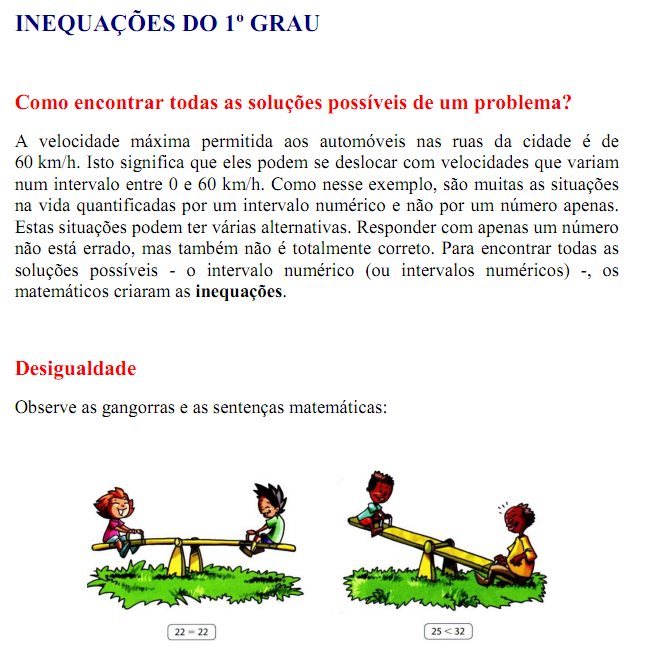 INEQUAÇÕES DO 1º GRAU
Como encontrar todas as soluções possíveis de um problema?
A velocidade máxima permitida aos automóveis nas ruas da cidade é de
60 km/h. Isto significa que eles podem se deslocar com velocidades que variam
num intervalo entre 0 e 60 km/h. Como nesse exemplo, são muitas as situações
na vida quantificadas por um intervalo numérico e não por um número apenas.
Estas situações podem ter várias alternativas. Responder com apenas um número
não está errado, mas também não é totalmente correto. Para encontrar todas as
soluções possíveis - o intervalo numérico (ou intervalos numéricos) -, os
matemáticos criaram as inequações.
Desigualdade
Observe as gangorras e as sentenças matemáticas:
22 = 22
25 < 32